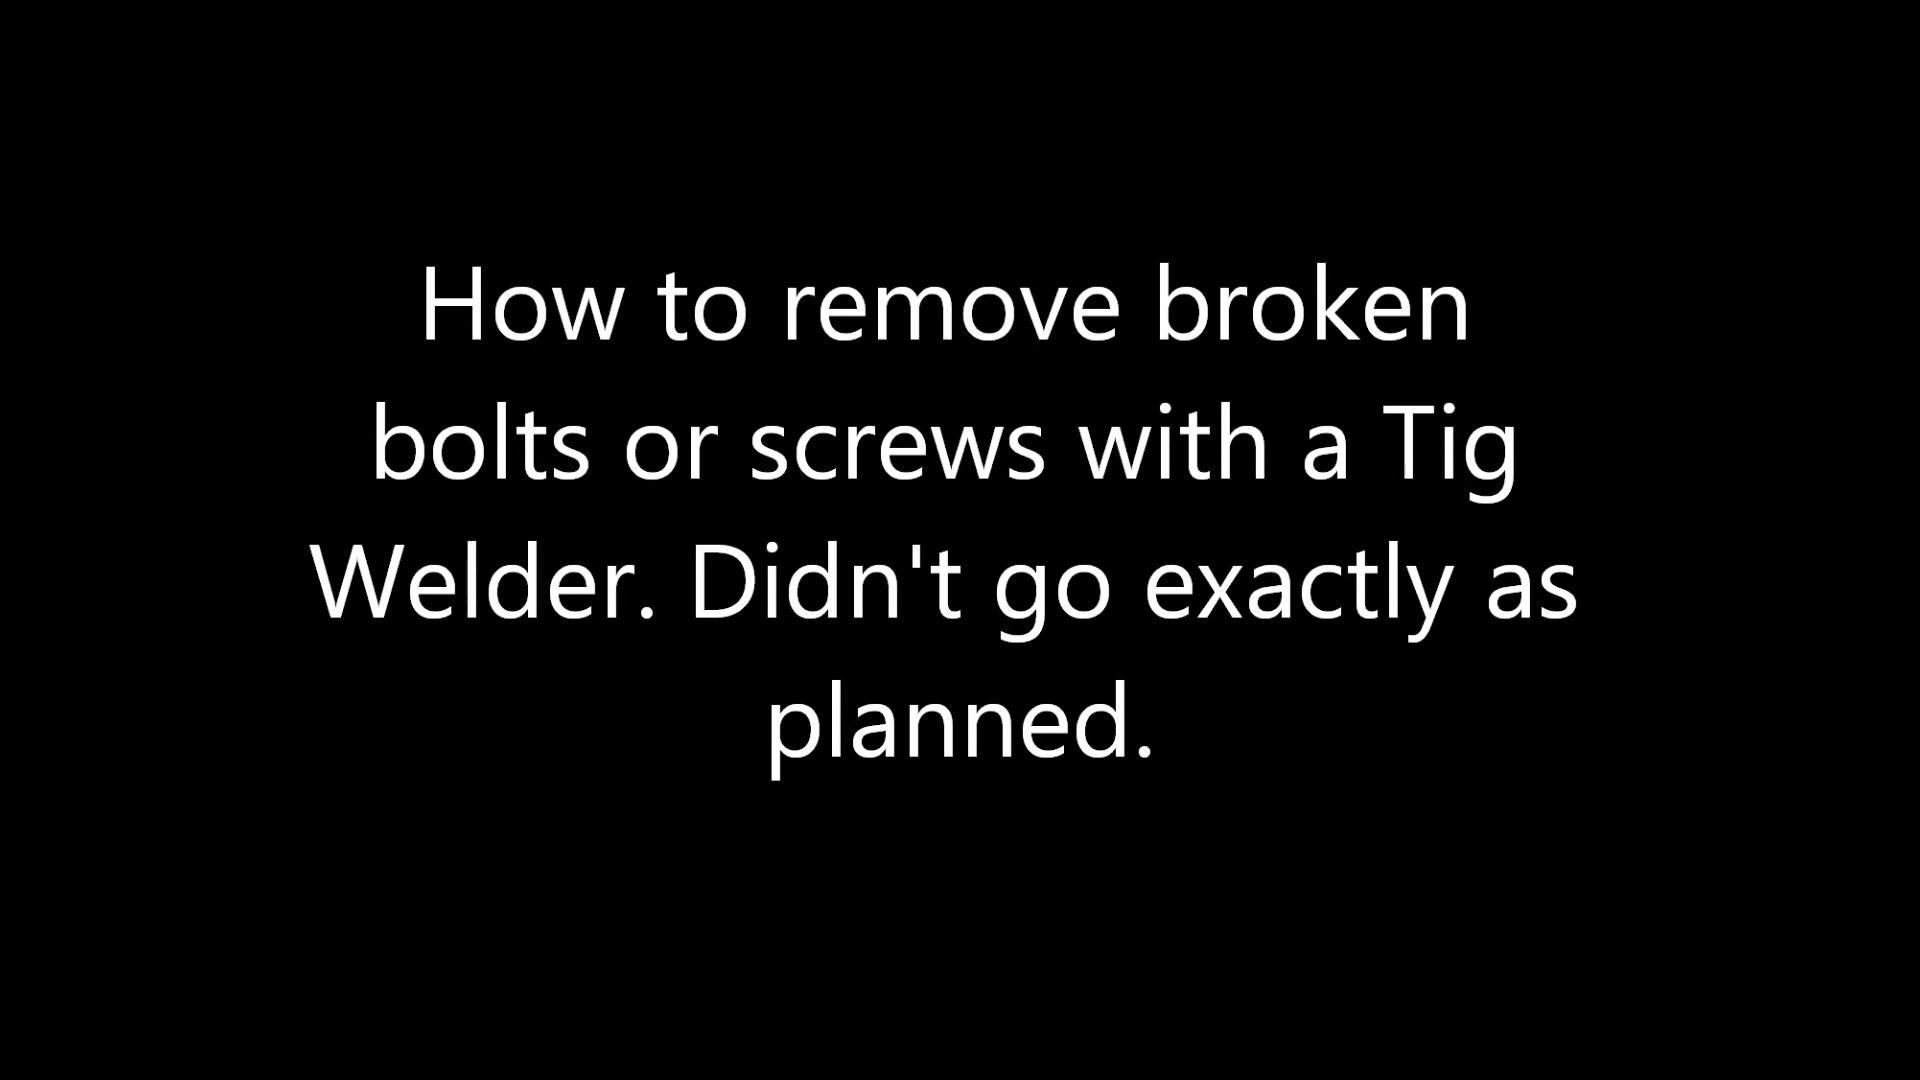 How to remove broken
bolts or screws with a Tig
Welder. Didn't go exactly as
planned.